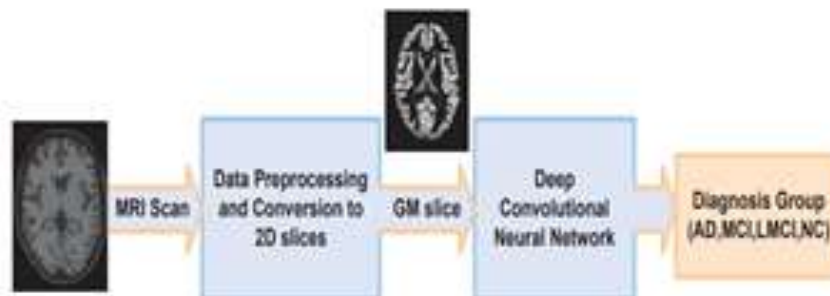 MRI Scan
Data Preprocessing
and Conversion to
2D slices
GM slice
Deep
Convolutional
Neural Network
Diagnosis Group
(AD,MCI,LMCI,NC)